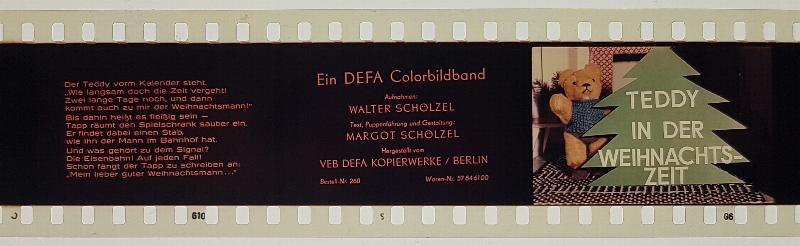 Der Teddy vorm Kalender steht.
„Wie langsam doch die Zeit vergeht!
Zwei lange Tage noch, und dann
kommt auch zu mir der Weihnachtsmann!"
Bis dahin heißt es fleißig sein —
Tapp räumt den Spielschrank sauber ein.
Er findet dabei einen Stab,
wie ihn der Mann im Bahnhof hat.
Und was gehört zu dem Signal?
Die Eisenbahn! Auf jeden Fall!
Schon fängt der Tapp zu schreiben an:
„Mein lieber guter Weihnachtsmann..."
Ein DEFA Colorbildband
Aufnahmen:
WALTER SCHÖLZEL
Text, Puppenführung und Gestaltung:
MARGOT SCHÖLZEL
Hergestellt vom
VEB DEFA KOPIERWERKE / BERLIN
Bestell-Nr. 260 Waren-Nr. 57 84 61 00
TEDDY
IN DER
WEIHNACHTS-
ZEIT
610